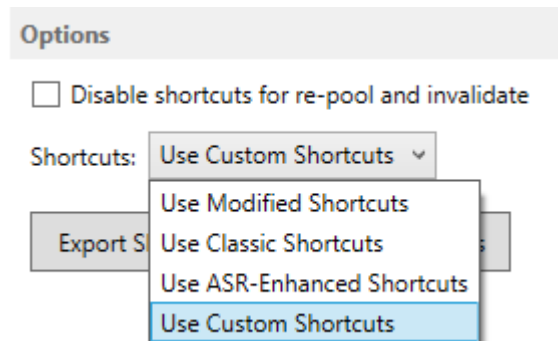 Options
Disable shortcuts for re-pool and invalidate
Shortcuts: Use Custom Shortcuts
Use Modified Shortcuts
Export Use Classic Shortcuts
Use ASR-Enhanced Shortcuts
Use Custom Shortcuts